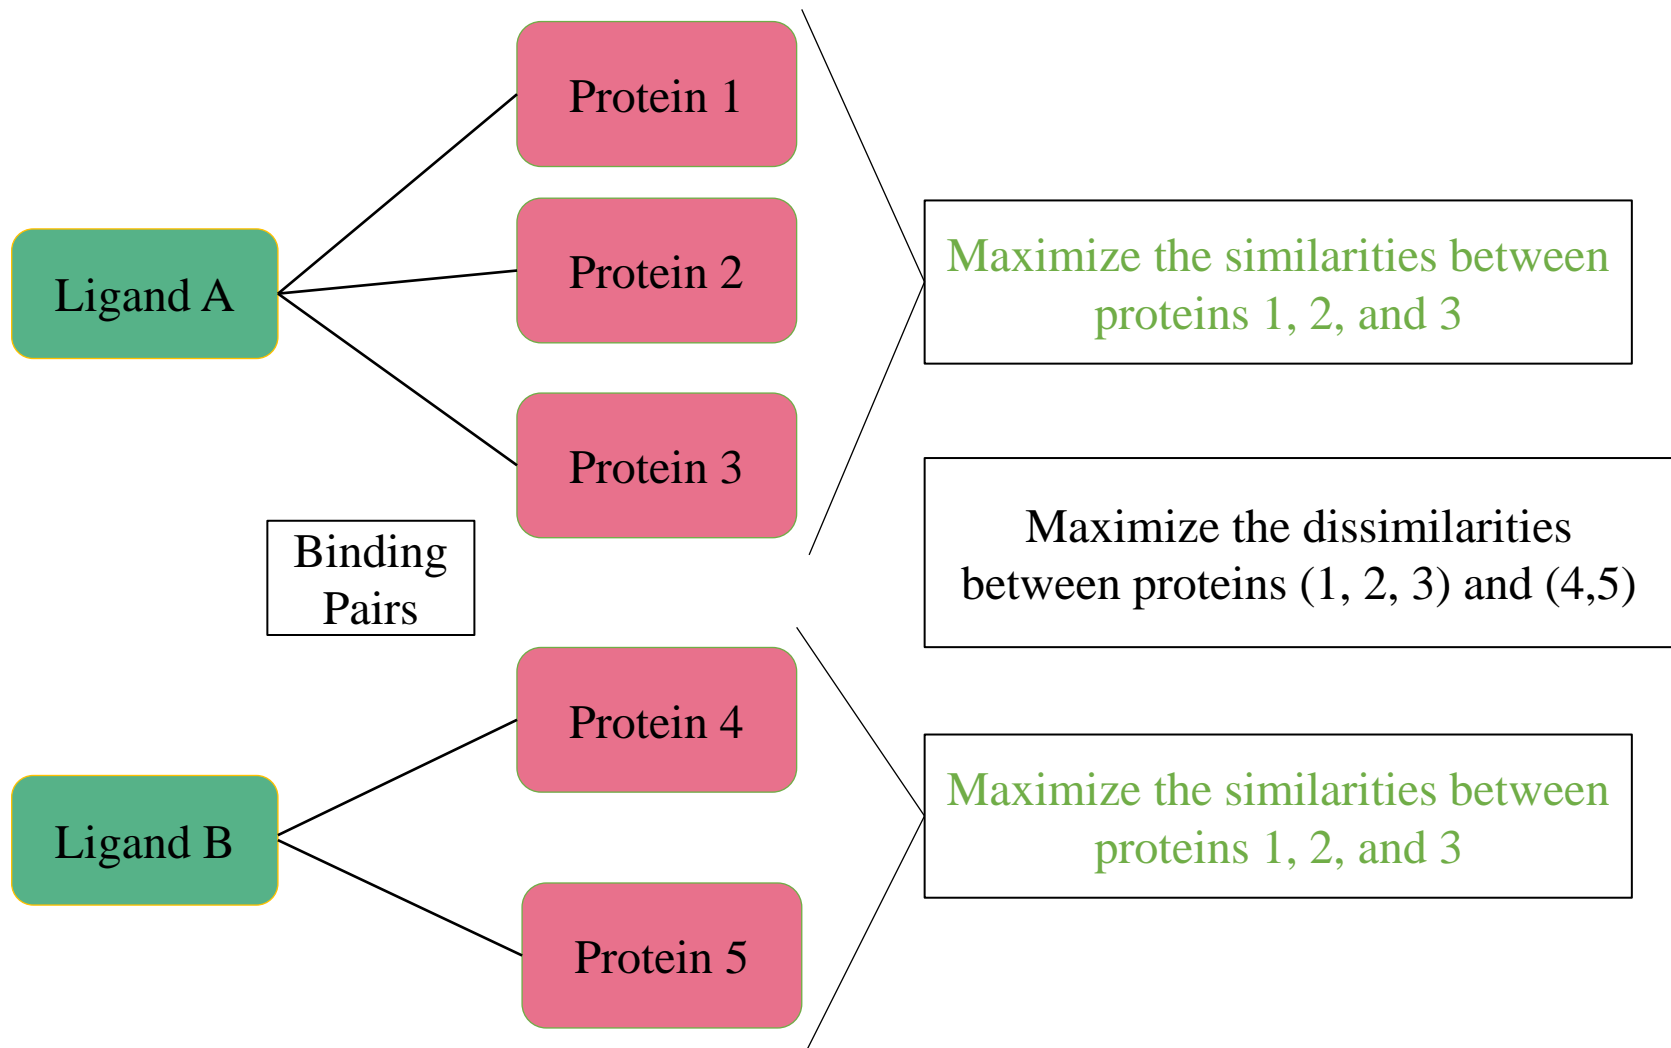 Protein 1
Ligand A
Protein 2
Maximize the similarities between
proteins 1, 2, and 3
Protein 3
Binding
Pairs
Maximize the dissimilarities
between proteins (1, 2, 3) and (4,5)
Protein 4
Ligand B
Maximize the similarities between
proteins 1, 2, and 3
Protein 5